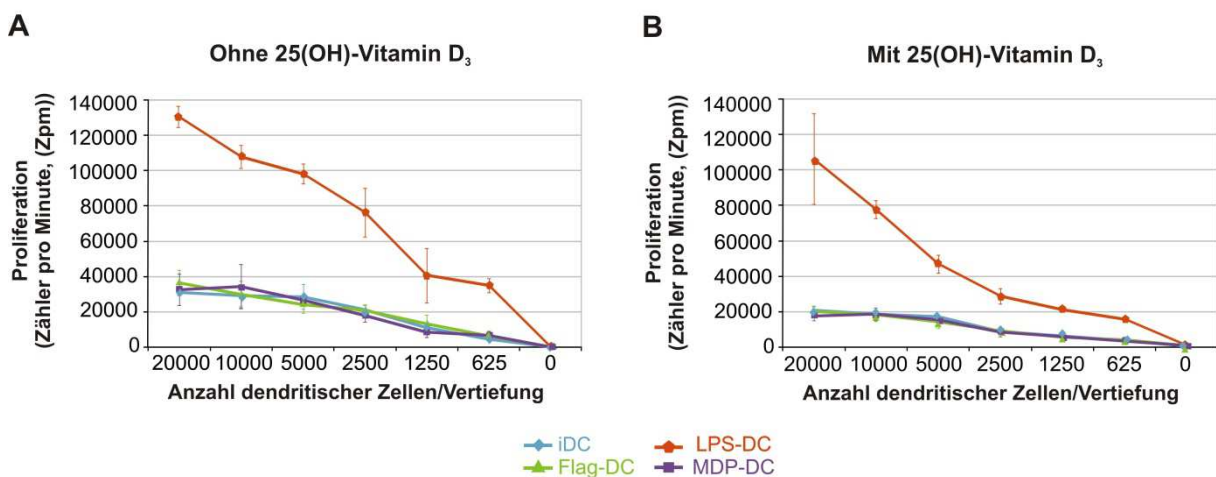 A
Ohne 25(OH)-Vitamin D₃
Proliferation
(Zähler pro Minute, (Zpm))
140000
120000
100000
80000
60000
40000
20000
0
20000 10000 5000 2500 1250 625 0
Anzahl dendritischer Zellen/Vertiefung
B
Mit 25(OH)-Vitamin D₃
Proliferation
(Zähler pro Minute, (Zpm))
140000
120000
100000
80000
60000
40000
20000
0
20000 10000 5000 2500 1250 625 0
Anzahl dendritischer Zellen/Vertiefung
iDC LPS-DC
Flag-DC MDP-DC